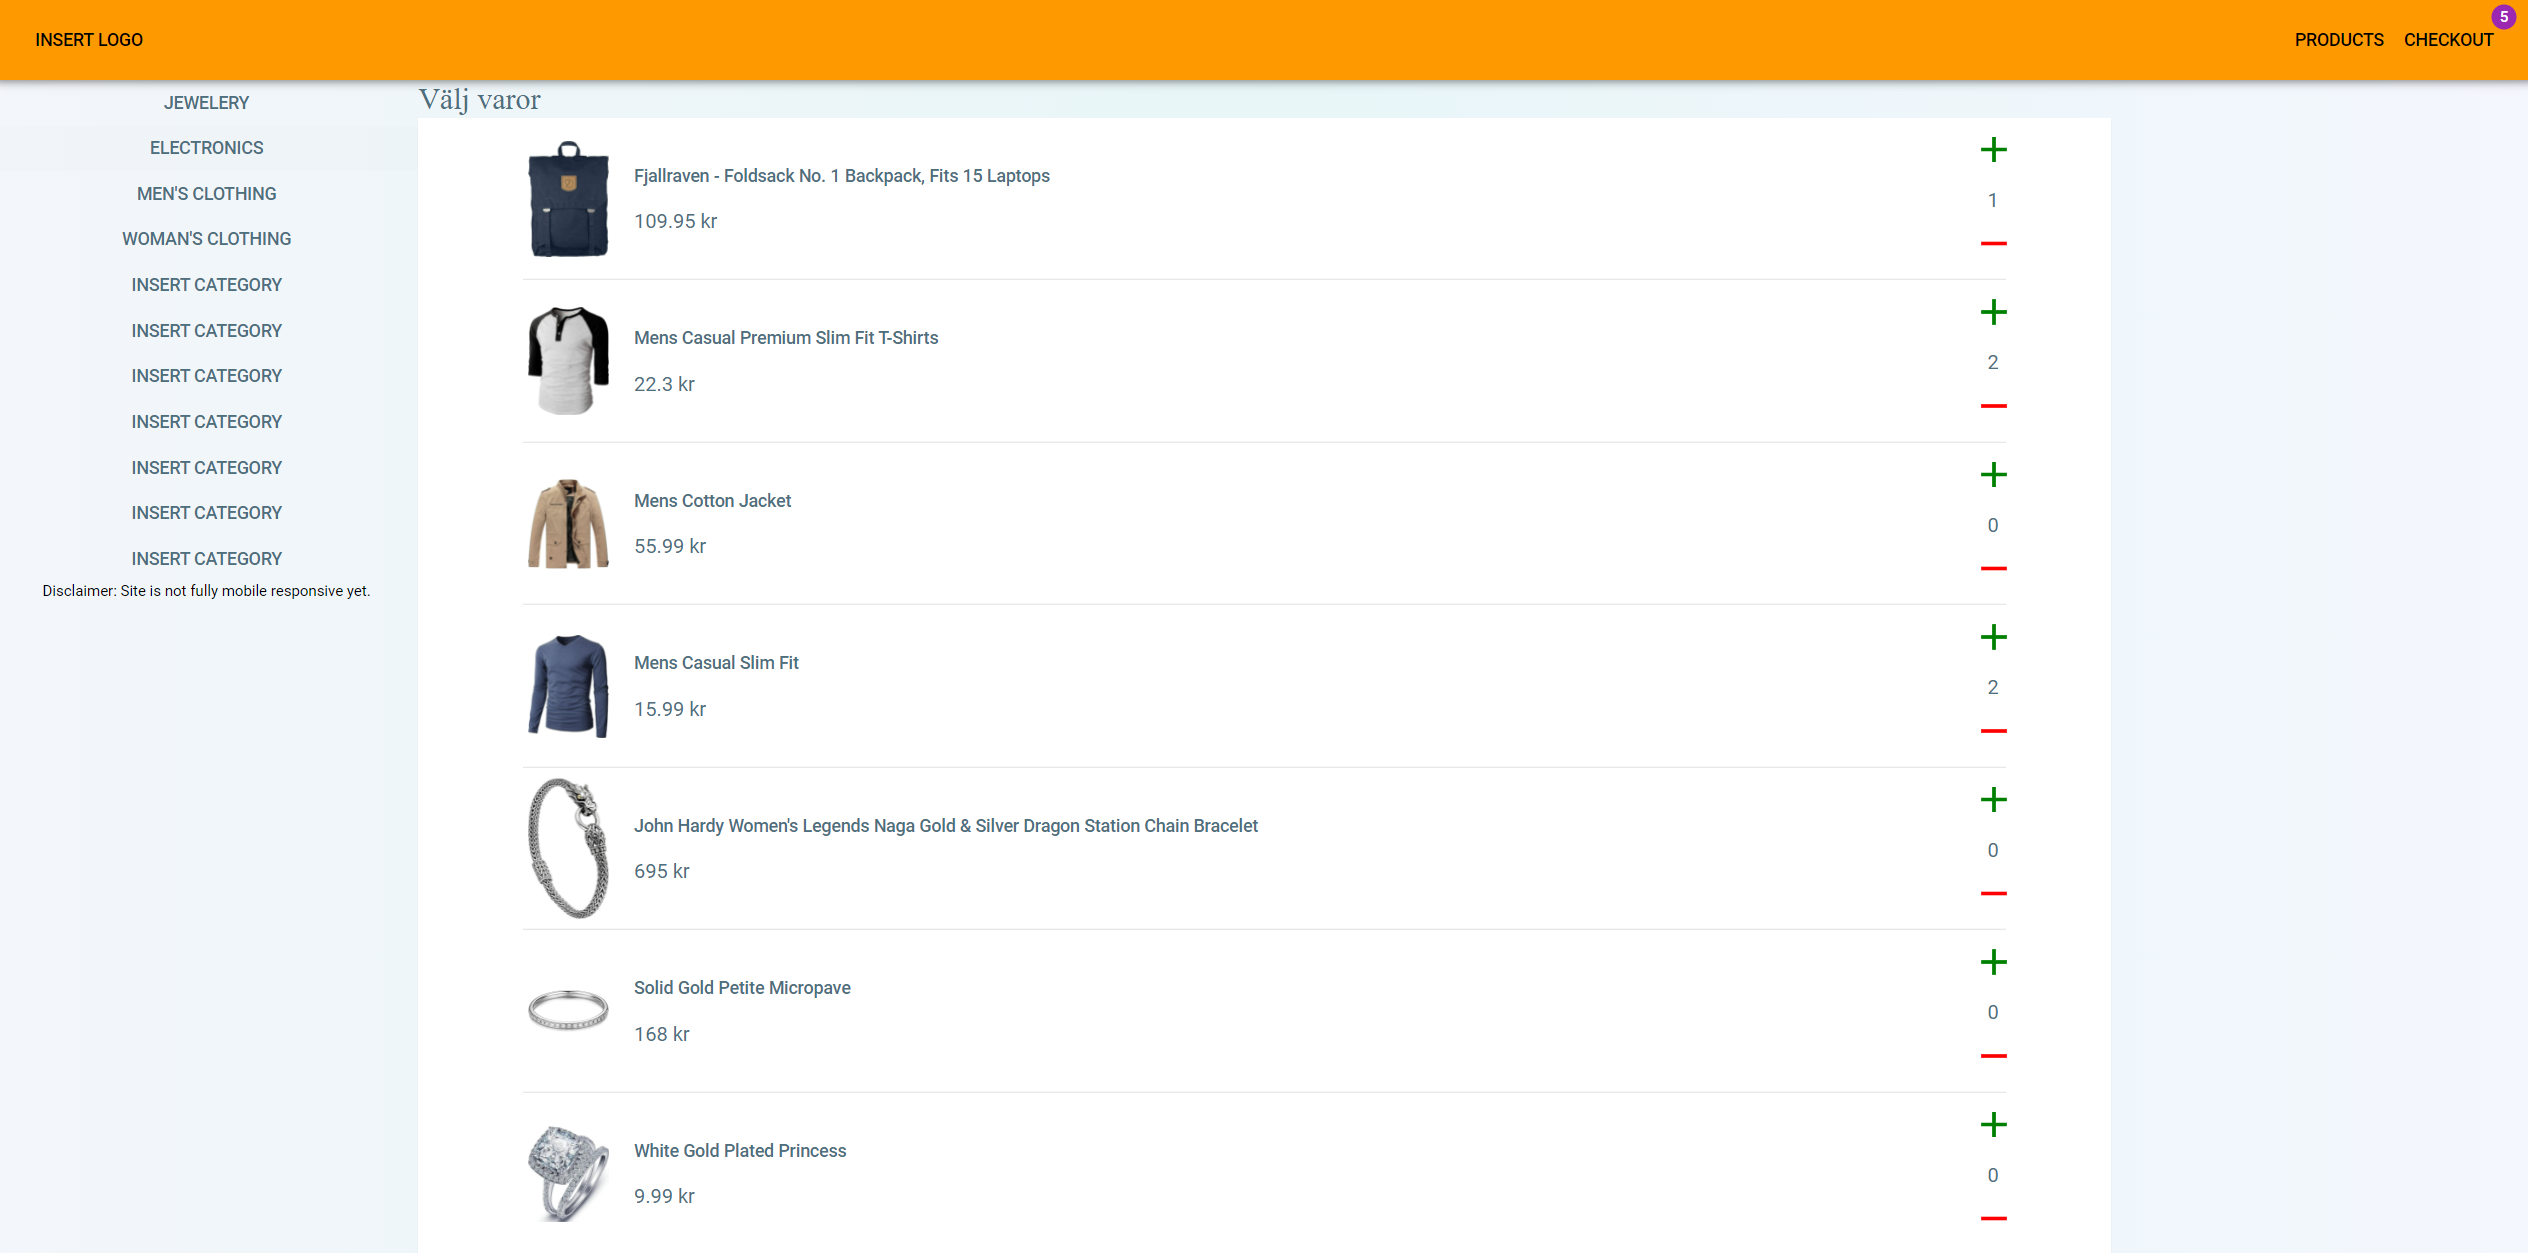 INSERT LOGO
PRODUCTS
CHECKOUT
5
JEWELERY
ELECTRONICS
MEN'S CLOTHING
WOMAN'S CLOTHING
INSERT CATEGORY
INSERT CATEGORY
INSERT CATEGORY
INSERT CATEGORY
INSERT CATEGORY
INSERT CATEGORY
INSERT CATEGORY
Disclaimer: Site is not fully mobile responsive yet.
Välj varor
Fjallraven - Foldsack No. 1 Backpack, Fits 15 Laptops
109.95 kr
1
Mens Casual Premium Slim Fit T-Shirts
22.3 kr
2
Mens Cotton Jacket
55.99 kr
0
Mens Casual Slim Fit
15.99 kr
2
John Hardy Women's Legends Naga Gold & Silver Dragon Station Chain Bracelet
695 kr
0
Solid Gold Petite Micropave
168 kr
0
White Gold Plated Princess
9.99 kr
0